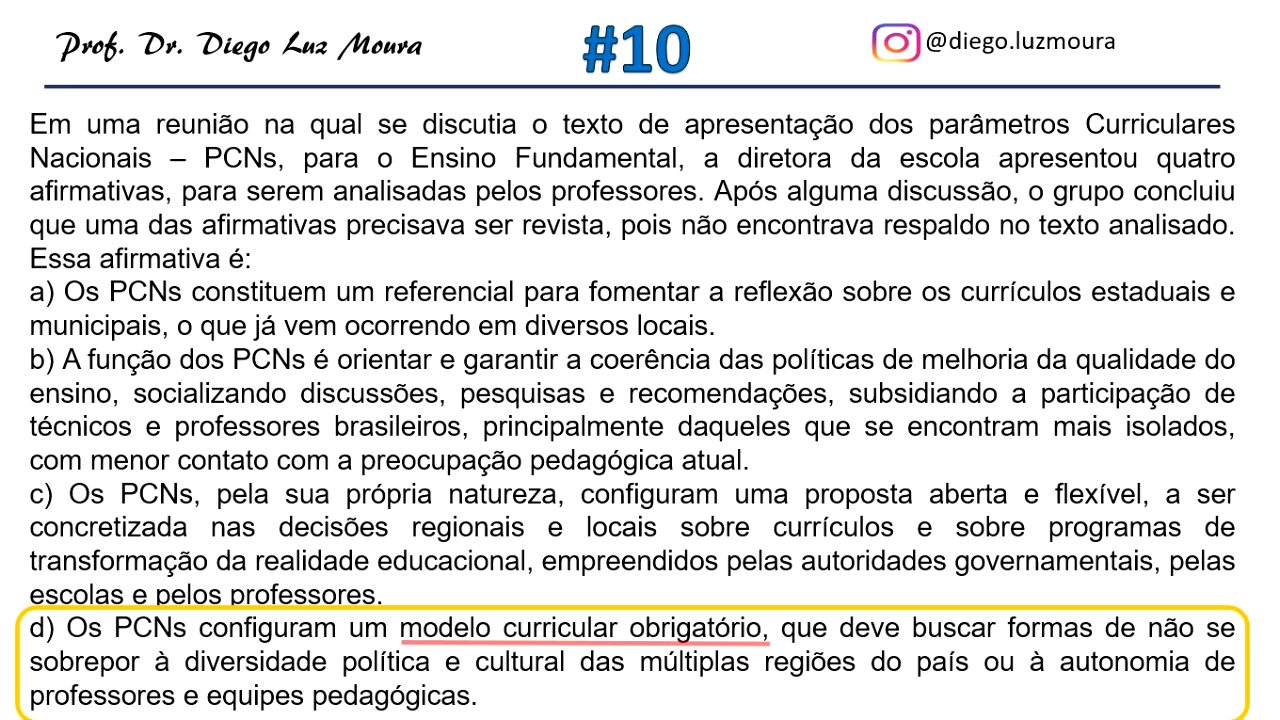 Prof. Dr. Diego Luz Moura
#10
@diego.luzmoura
Em uma reunião na qual se discutia o texto de apresentação dos parâmetros Curriculares
Nacionais – PCNs, para o Ensino Fundamental, a diretora da escola apresentou quatro
afirmativas, para serem analisadas pelos professores. Após alguma discussão, o grupo concluiu
que uma das afirmativas precisava ser revista, pois não encontrava respaldo no texto analisado.
Essa afirmativa é:
a) Os PCNs constituem um referencial para fomentar a reflexão sobre os currículos estaduais e
municipais, o que já vem ocorrendo em diversos locais.
b) A função dos PCNs é orientar e garantir a coerência das políticas de melhoria da qualidade do
ensino, socializando discussões, pesquisas e recomendações, subsidiando a participação de
técnicos e professores brasileiros, principalmente daqueles que se encontram mais isolados,
com menor contato com a preocupação pedagógica atual.
c) Os PCNs, pela sua própria natureza, configuram uma proposta aberta e flexível, a ser
concretizada nas decisões regionais e locais sobre currículos e sobre programas de
transformação da realidade educacional, empreendidos pelas autoridades governamentais, pelas
escolas e pelos professores.
d) Os PCNs configuram um modelo curricular obrigatório, que deve buscar formas de não se
sobrepor à diversidade política e cultural das múltiplas regiões do país ou à autonomia de
professores e equipes pedagógicas.